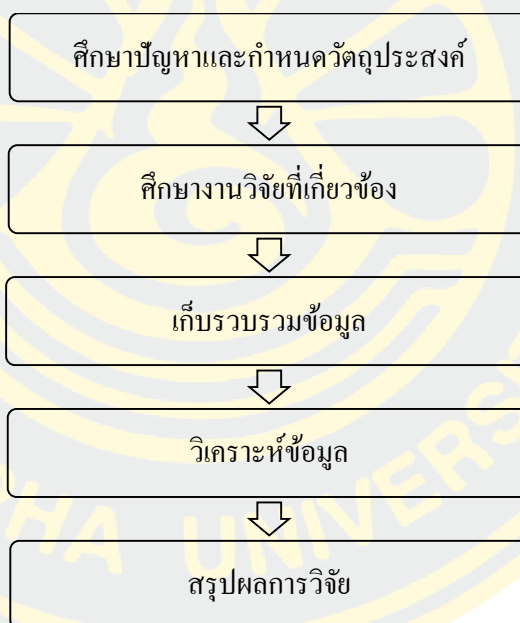 ศึกษาปัญหาและกำหนดวัตถุประสงค์
ศึกษางานวิจัยที่เกี่ยวข้อง
เก็บรวบรวมข้อมูล
วิเคราะห์ข้อมูล
สรุปผลการวิจัย
HA UNIVERS